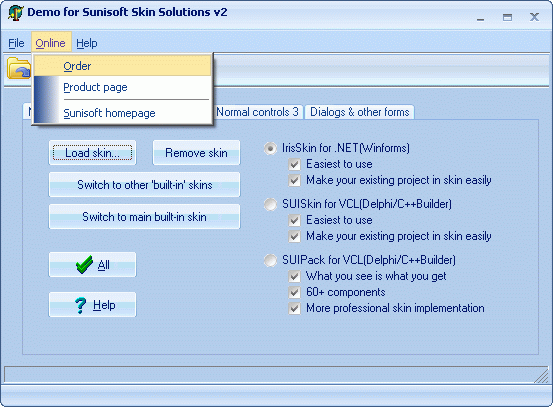 Demo for Sunisoft Skin Solutions v2
File Online Help
Order
Product page
Sunisoft homepage
Normal controls 3 Dialogs & other forms
Load skin... Remove skin
Switch to other 'built-in' skins
Switch to main built-in skin
All
Help
IrisSkin for .NET(Winforms)
Easiest to use
Make your existing project in skin easily
SUISkin for VCL(Delphi/C++Builder)
Easiest to use
Make your existing project in skin easily
SUIPack for VCL(Delphi/C++Builder)
What you see is what you get
60+ components
More professional skin implementation